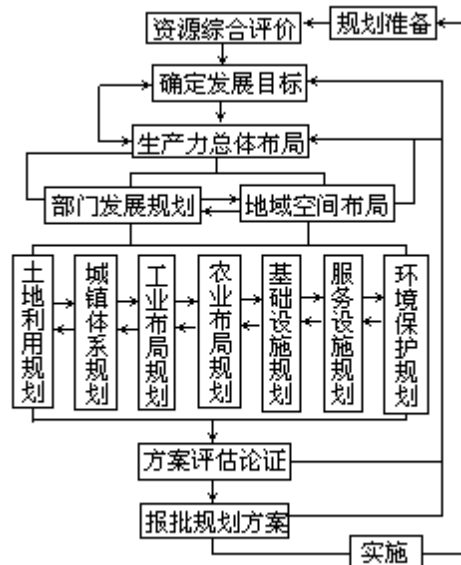 资源综合评价
规划准备
确定发展目标
生产力总体布局
部门发展规划
地域空间布局
土地利用规划
城镇体系规划
工业布局规划
农业布局规划
基础设施规划
服务设施规划
环境保护规划
方案评估论证
报批规划方案
实施